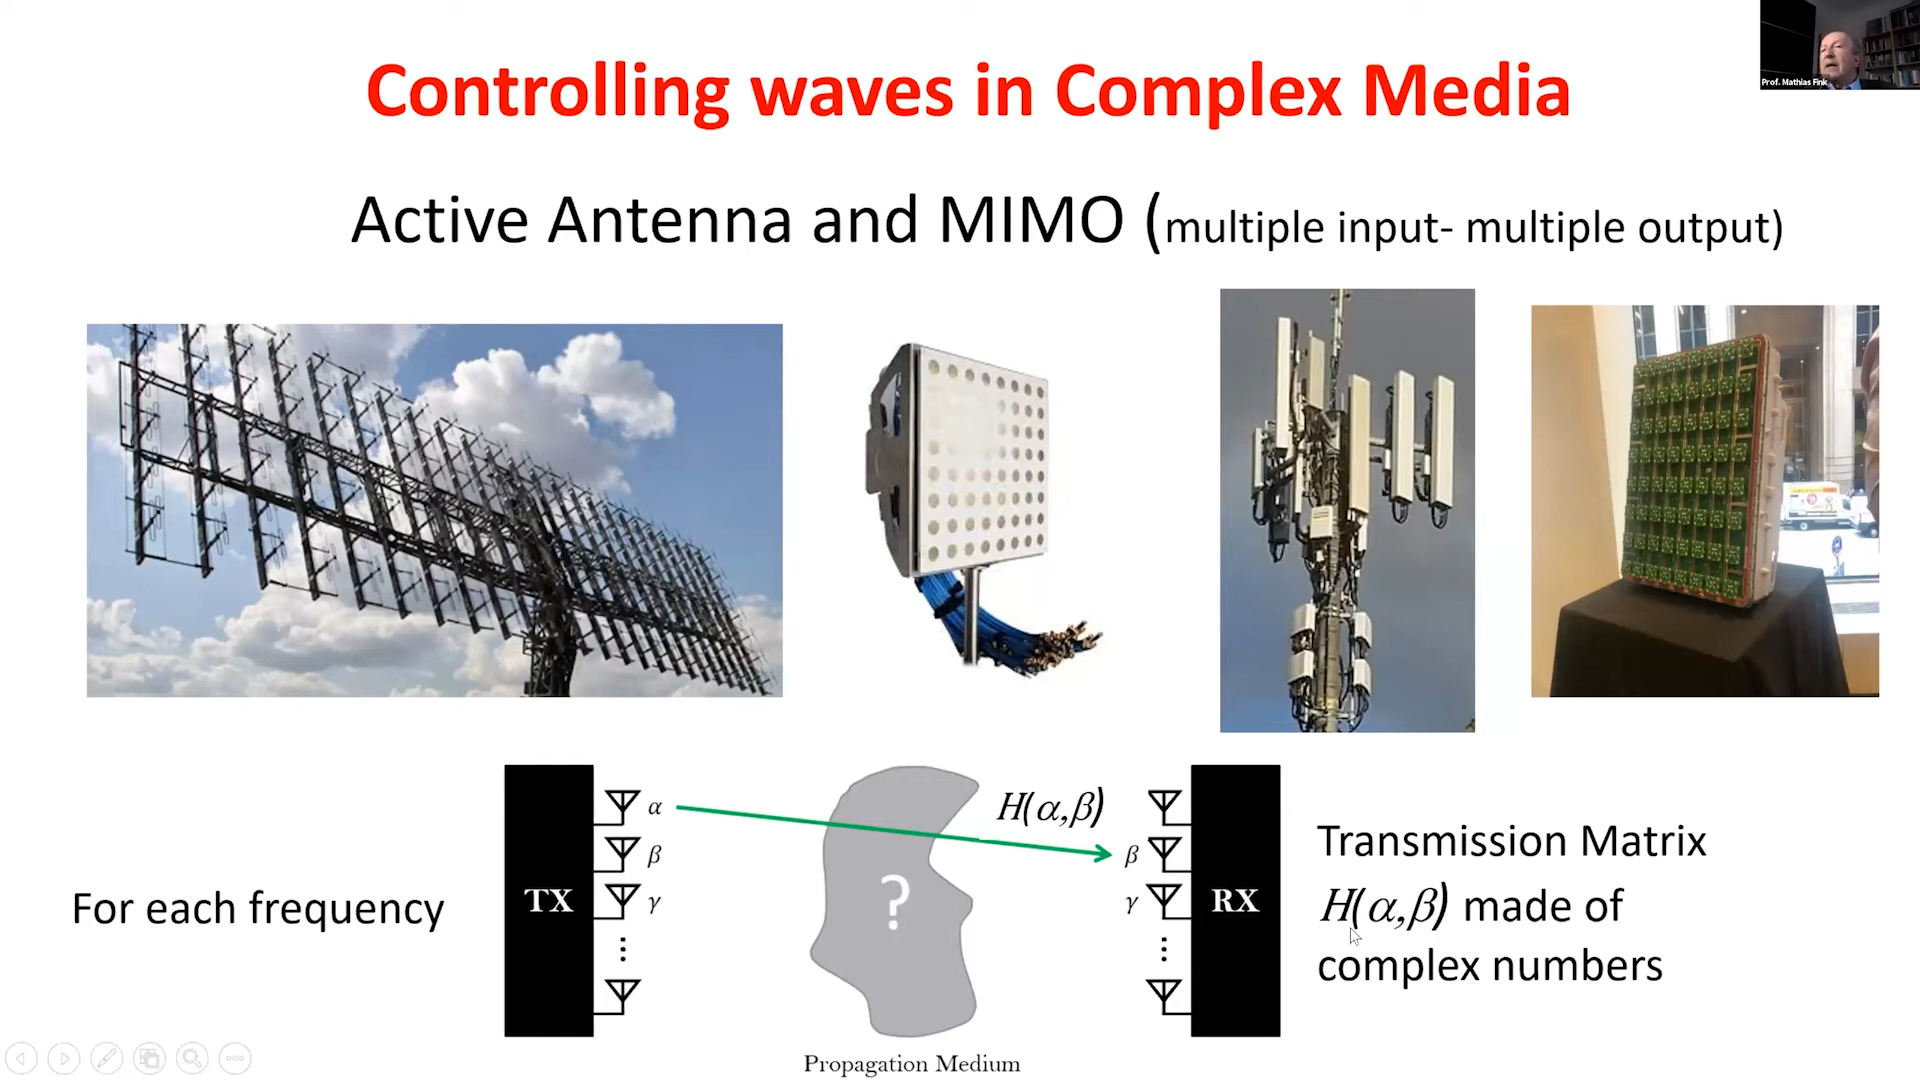 Controlling waves in Complex Media
Prof. Mathias Fink
Active Antenna and MIMO (multiple input- multiple output)
For each frequency
TX
α
β
γ
⋮
?
H(α,β)
β
γ
⋮
RX
Transmission Matrix
H(α,β) made of
complex numbers
Propagation Medium